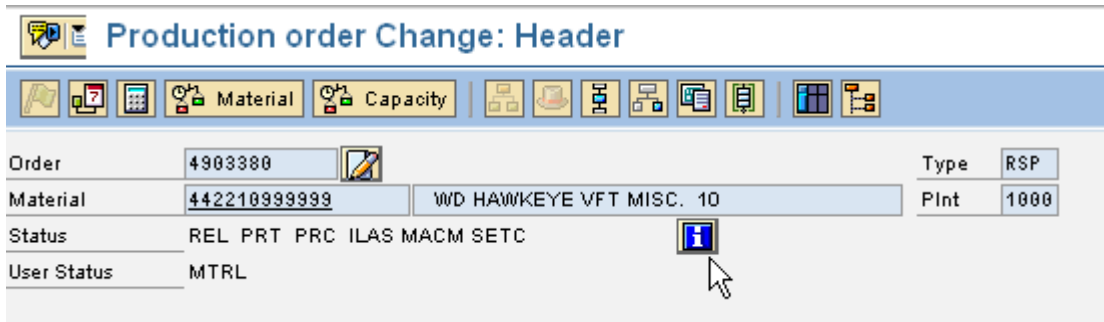 Production order Change: Header
Material Capacity
Order 4903380 Type RSP
Material 442210999999 WD HAWKEYE VFT MISC. 10 Plnt 1000
Status REL PRT PRC ILAS MACM SETC
User Status MTRL